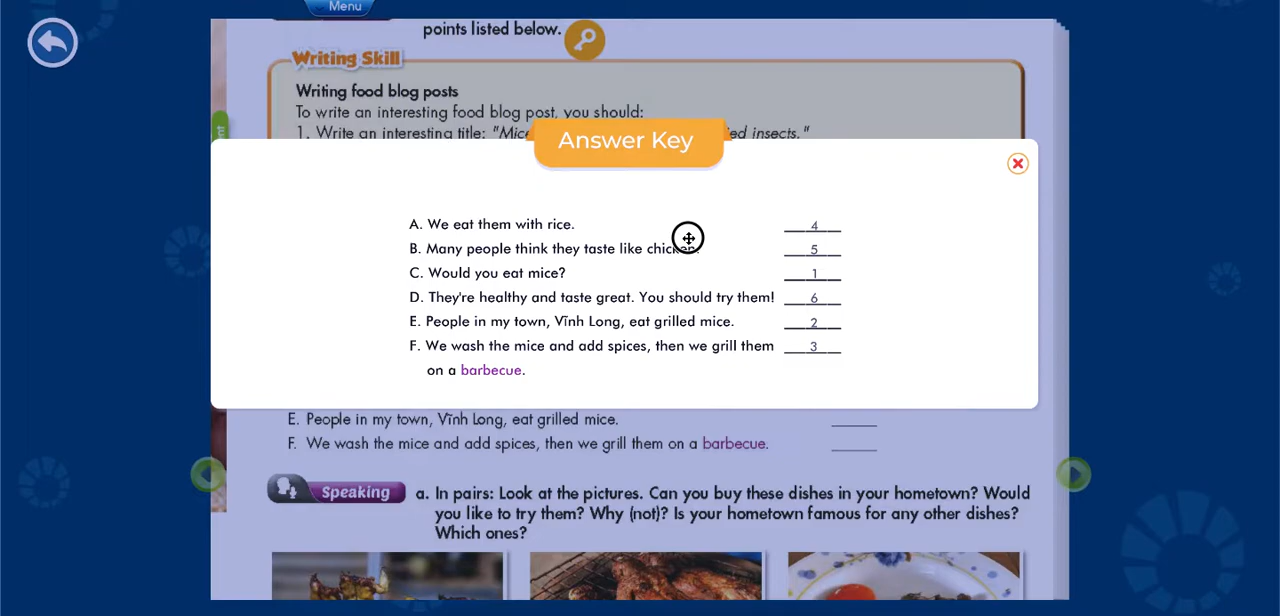 Menu
points listed below.
Writing Skill
Writing food blog posts
To write an interesting food blog post, you should:
1. Write an interesting title: "Mice ied insects."
Answer Key
A. We eat them with rice. 4
B. Many people think they taste like chicken. 5
C. Would you eat mice? 1
D. They're healthy and taste great. You should try them! 6
E. People in my town, Vĩnh Long, eat grilled mice. 2
F. We wash the mice and add spices, then we grill them 3
on a barbecue.
E. People in my town, Vĩnh Long, eat grilled mice.
F. We wash the mice and add spices, then we grill them on a barbecue.
Speaking
a. In pairs: Look at the pictures. Can you buy these dishes in your hometown? Would
you like to try them? Why (not)? Is your hometown famous for any other dishes?
Which ones?